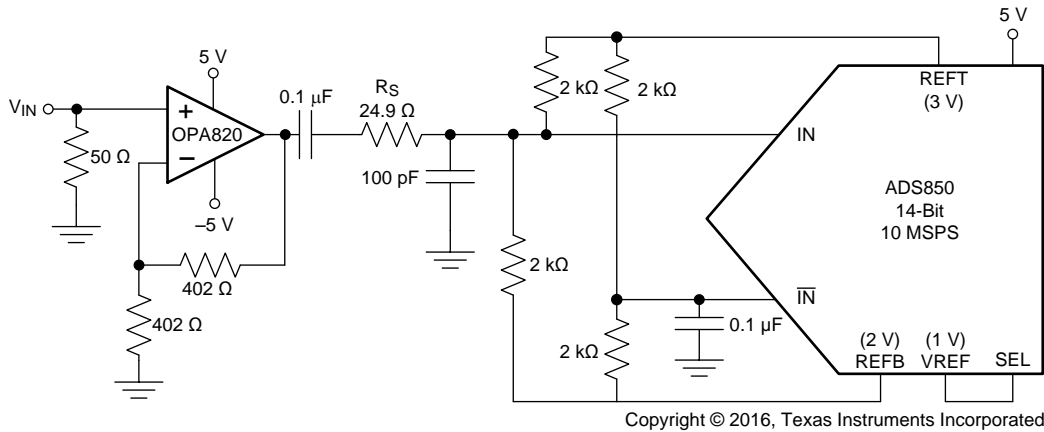 5 V
REFT
(3 V)
5 V
2 kΩ
2 kΩ
0.1 µF
R_S
24.9 Ω
V_IN
+
OPA820
−
IN
50 Ω
100 pF
–5 V
ADS850
14-Bit
10 MSPS
402 Ω
2 kΩ
I̅N̅
402 Ω
0.1 µF
2 kΩ
(2 V)
REFB
(1 V)
VREF
SEL
Copyright © 2016, Texas Instruments Incorporated